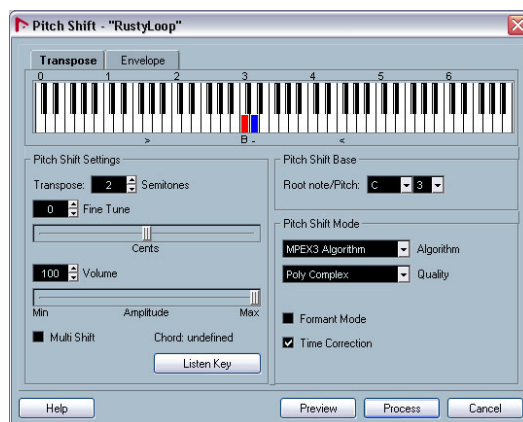 Pitch Shift - "RustyLoop"
Transpose Envelope
0 1 2 3 4 5 6
> B - <
Pitch Shift Settings
Transpose: 2 Semitones
0 Fine Tune
Cents
100 Volume
Min Amplitude Max
Multi Shift Chord: undefined
Listen Key
Pitch Shift Base
Root note/Pitch: C 3
Pitch Shift Mode
MPEX3 Algorithm Algorithm
Poly Complex Quality
Formant Mode
Time Correction
Help Preview Process Cancel